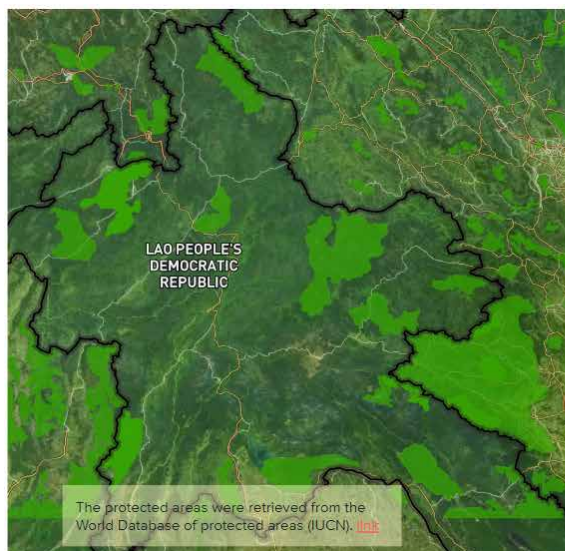 LAO PEOPLE'S
DEMOCRATIC
REPUBLIC
The protected areas were retrieved from the
World Database of protected areas (IUCN). link